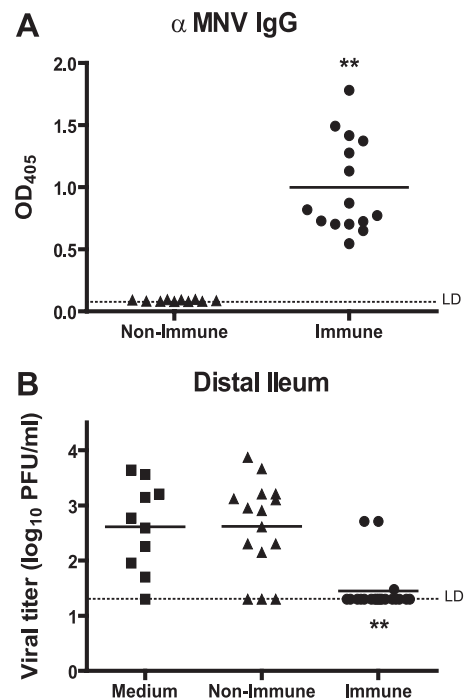 A
α MNV IgG
**
2.0
1.5
1.0
0.5
0.0
OD405
LD
Non-Immune Immune
B
Distal Ileum
4
3
2
1
0
Viral titer (log10 PFU/ml)
LD
**
Medium Non-Immune Immune